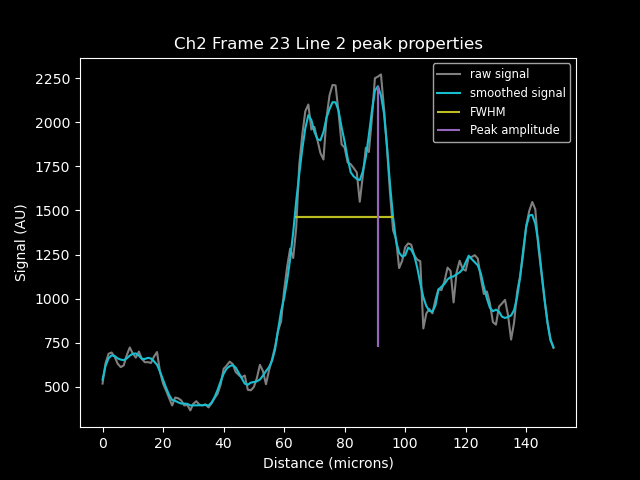 Ch2 Frame 23 Line 2 peak properties
raw signal
smoothed signal
FWHM
Peak amplitude
2250
2000
1750
1500
1250
1000
750
500
Signal (AU)
0
20
40
60
80
100
120
140
Distance (microns)